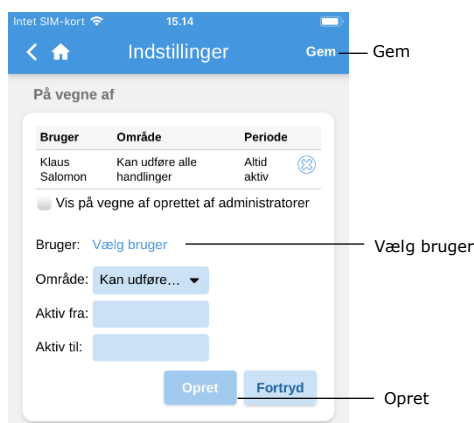 Intet SIM-kort 15.14
Indstillinger
Gem
Gem
På vegne af
Bruger Område Periode
Klaus Salomon
Kan udføre alle handlinger
Altid aktiv
Vis på vegne af oprettet af administratorer
Bruger: Vælg bruger
Vælg bruger
Område: Kan udføre...
Aktiv fra:
Aktiv til:
Opret Fortryd
Opret